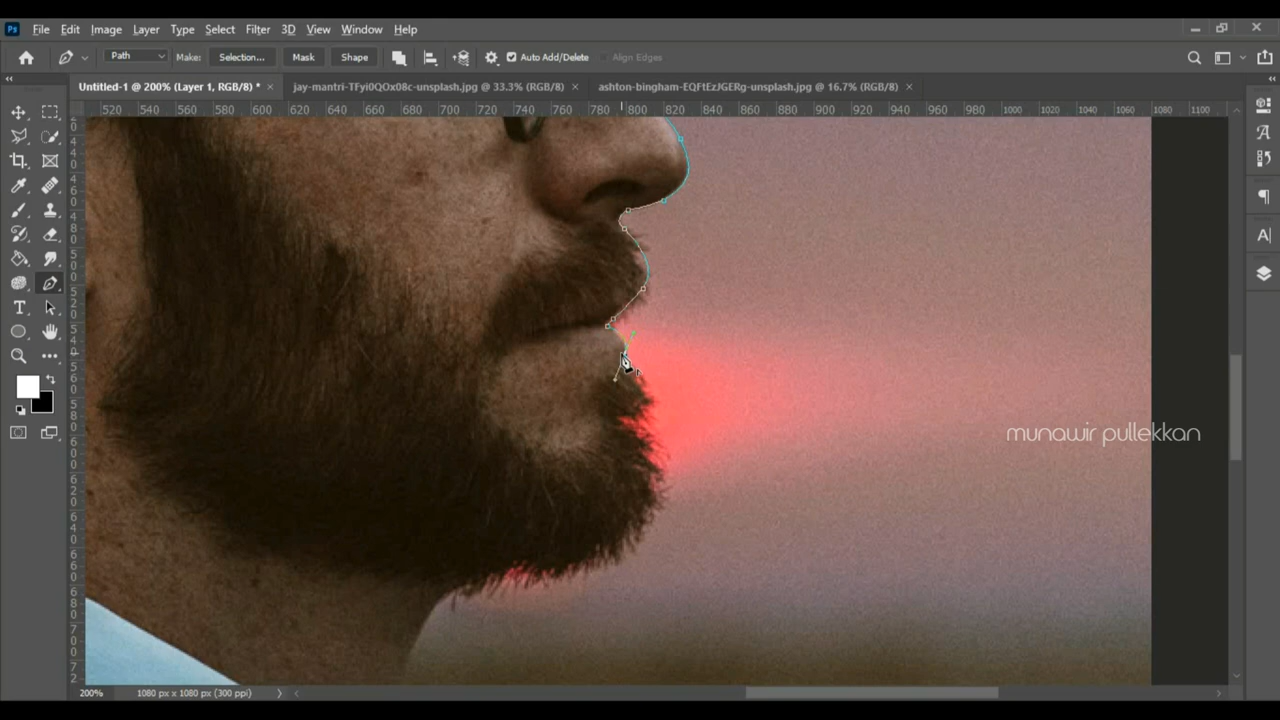 Ps File Edit Image Layer Type Select Filter 3D View Window Help
Path Make: Selection... Mask Shape Auto Add/Delete Align Edges
Untitled-1 @ 200% (Layer 1, RGB/8) * × jay-mantri-TFyi0QOx08c-unsplash.jpg @ 33.3% (RGB/8) × ashton-bingham-EQFtEzJGERg-unsplash.jpg @ 16.7% (RGB/8) ×
520 540 560 580 600 620 640 660 680 700 720 740 760 780 800 820 840 860 880 900 920 940 960 980 1000 1020 1040 1060 1080 1100
munawir pullekkan
200% 1080 px x 1080 px (300 ppi)